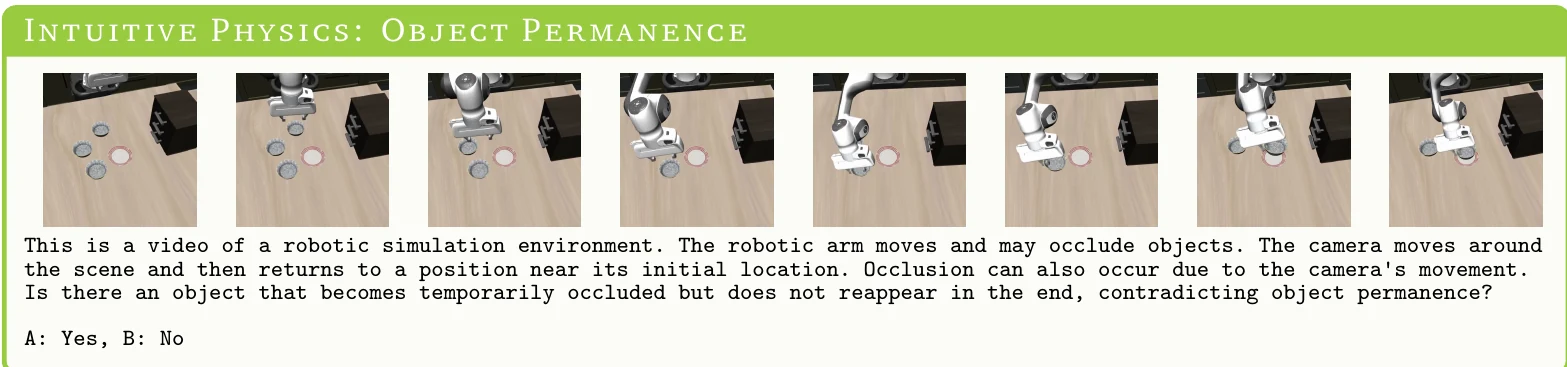 INTUITIVE PHYSICS: OBJECT PERMANENCE
This is a video of a robotic simulation environment. The robotic arm moves and may occlude objects. The camera moves around
the scene and then returns to a position near its initial location. Occlusion can also occur due to the camera's movement.
Is there an object that becomes temporarily occluded but does not reappear in the end, contradicting object permanence?
A: Yes, B: No